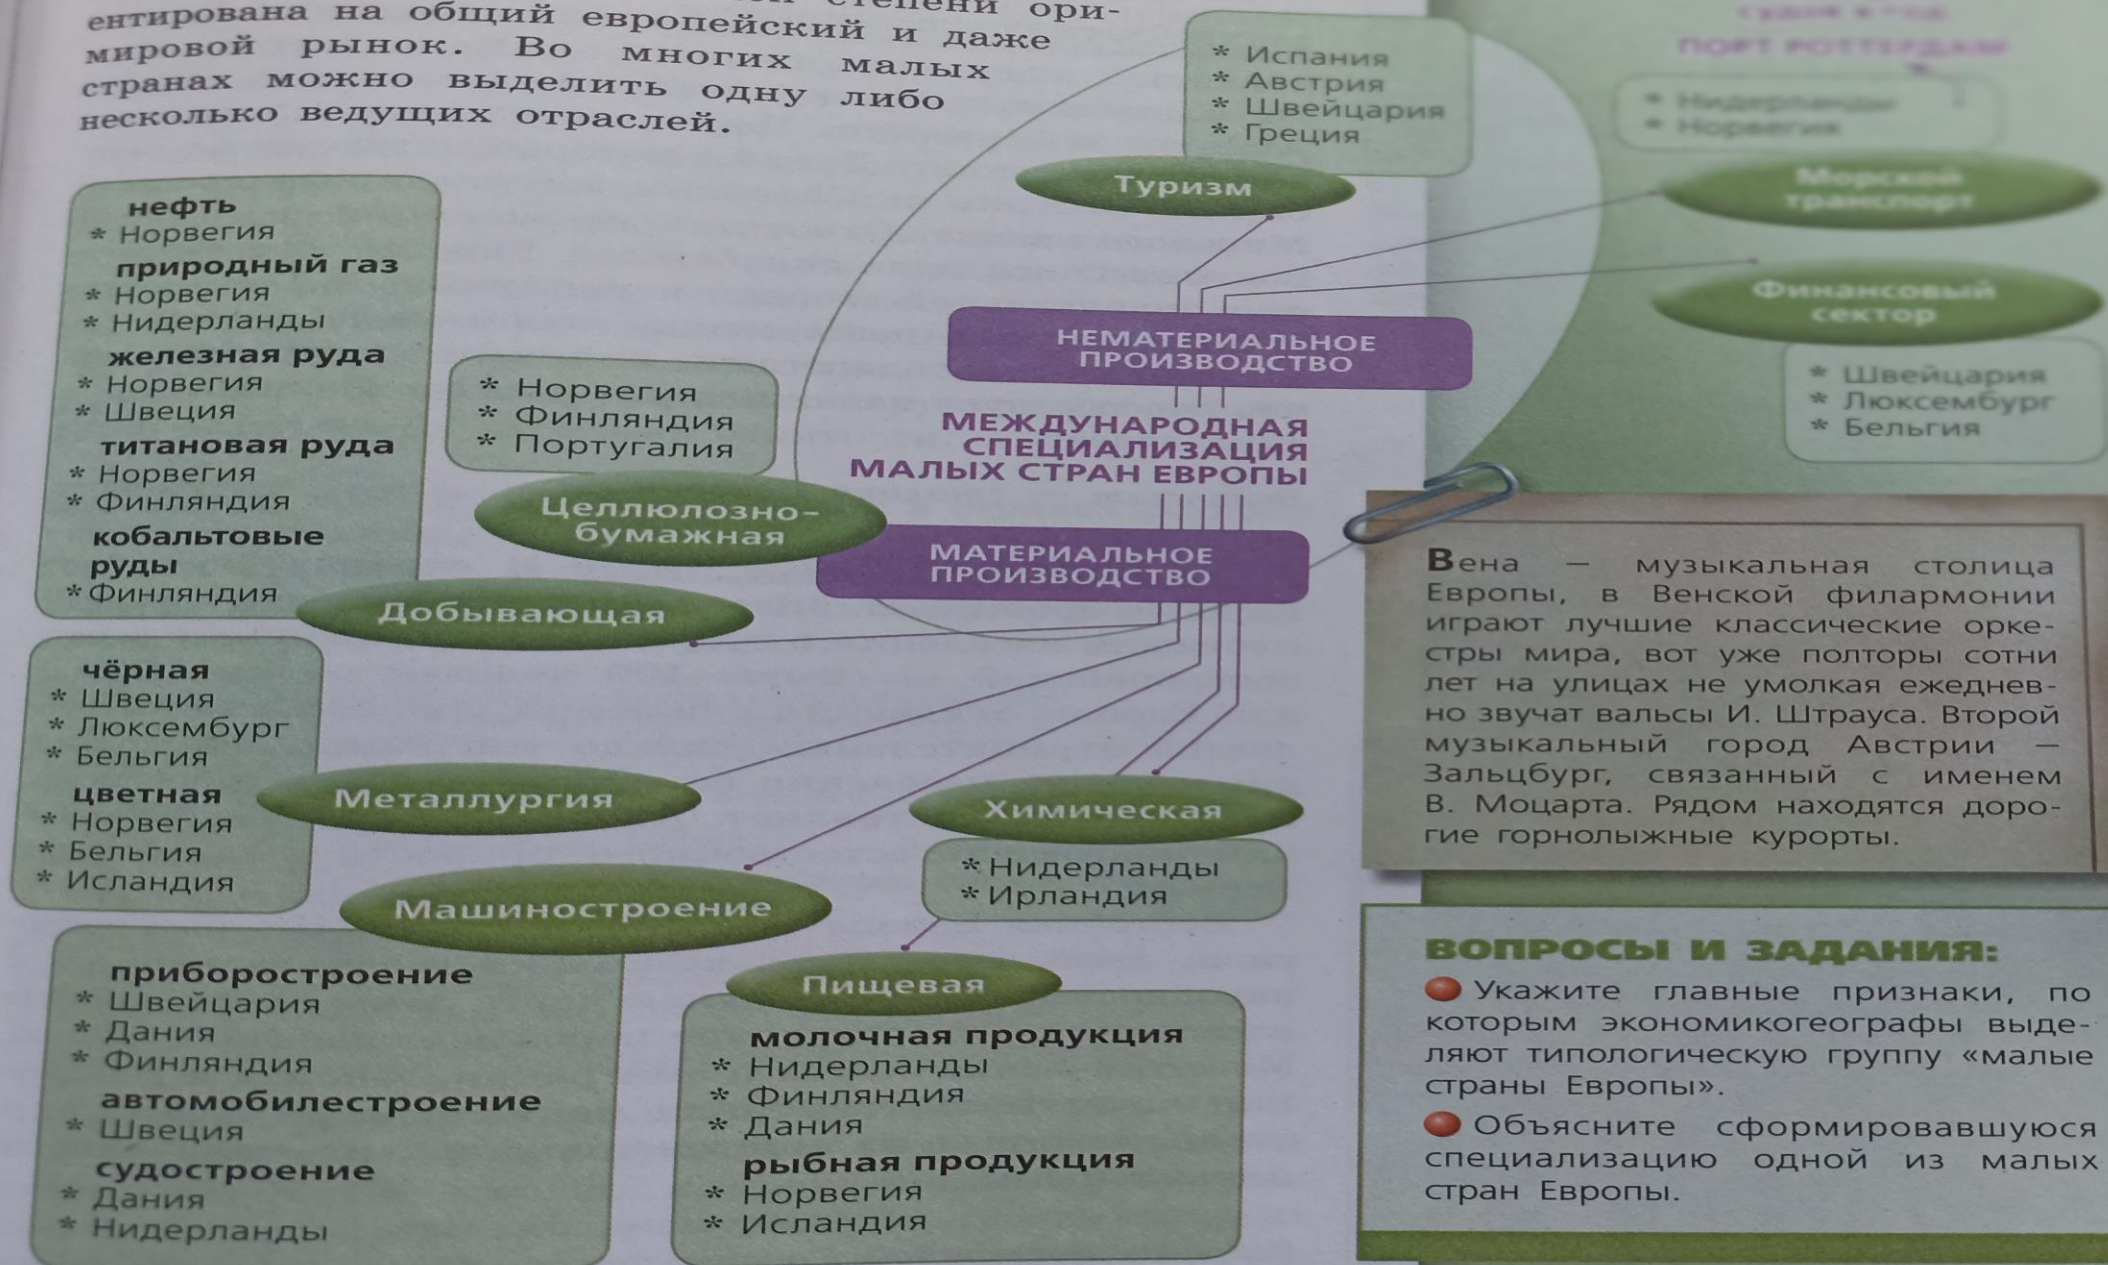 степени ори-
ентирована на общий европейский и даже
мировой рынок. Во многих малых
странах можно выделить одну либо
несколько ведущих отраслей.
* Испания
* Австрия
* Швейцария
* Греция
Туризм
ПОРТ РОТТЕРДАМ
* Нидерланды
* Норвегия
Морской
транспорт
Финансовый
сектор
* Швейцария
* Люксембург
* Бельгия
НЕМАТЕРИАЛЬНОЕ
ПРОИЗВОДСТВО
МЕЖДУНАРОДНАЯ
СПЕЦИАЛИЗАЦИЯ
МАЛЫХ СТРАН ЕВРОПЫ
МАТЕРИАЛЬНОЕ
ПРОИЗВОДСТВО
* Норвегия
* Финляндия
* Португалия
Целлюлозно-
бумажная
нефть
* Норвегия
природный газ
* Норвегия
* Нидерланды
железная руда
* Норвегия
* Швеция
титановая руда
* Норвегия
* Финляндия
кобальтовые
руды
* Финляндия
Добывающая
чёрная
* Швеция
* Люксембург
* Бельгия
цветная
* Норвегия
* Бельгия
* Исландия
Металлургия
Машиностроение
приборостроение
* Швейцария
* Дания
* Финляндия
автомобилестроение
* Швеция
судостроение
* Дания
* Нидерланды
Химическая
* Нидерланды
* Ирландия
Пищевая
молочная продукция
* Нидерланды
* Финляндия
* Дания
рыбная продукция
* Норвегия
* Исландия
Вена — музыкальная столица
Европы, в Венской филармонии
играют лучшие классические орке-
стры мира, вот уже полторы сотни
лет на улицах не умолкая ежеднев-
но звучат вальсы И. Штрауса. Второй
музыкальный город Австрии —
Зальцбург, связанный с именем
В. Моцарта. Рядом находятся доро-
гие горнолыжные курорты.
ВОПРОСЫ И ЗАДАНИЯ:
Укажите главные признаки, по
которым экономикогеографы выде-
ляют типологическую группу «малые
страны Европы».
Объясните сформировавшуюся
специализацию одной из малых
стран Европы.